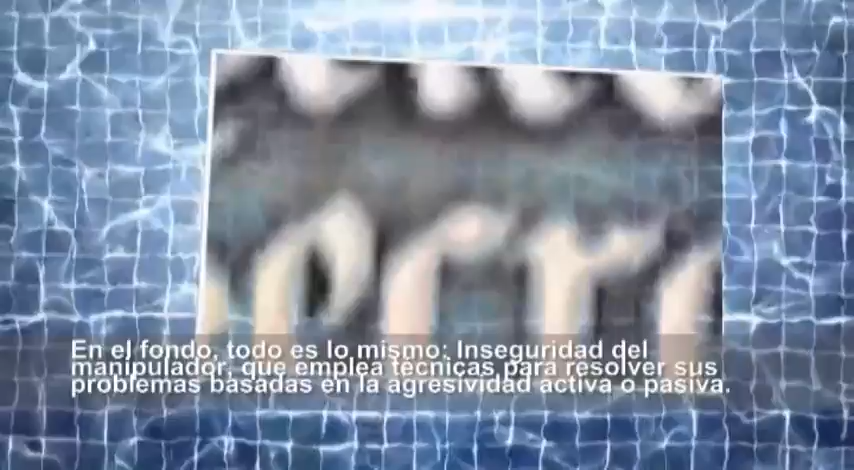 ecre
En el fondo, todo es lo mismo: Inseguridad del
manipulador, que emplea técnicas para resolver sus
problemas basadas en la agresividad activa o pasiva.